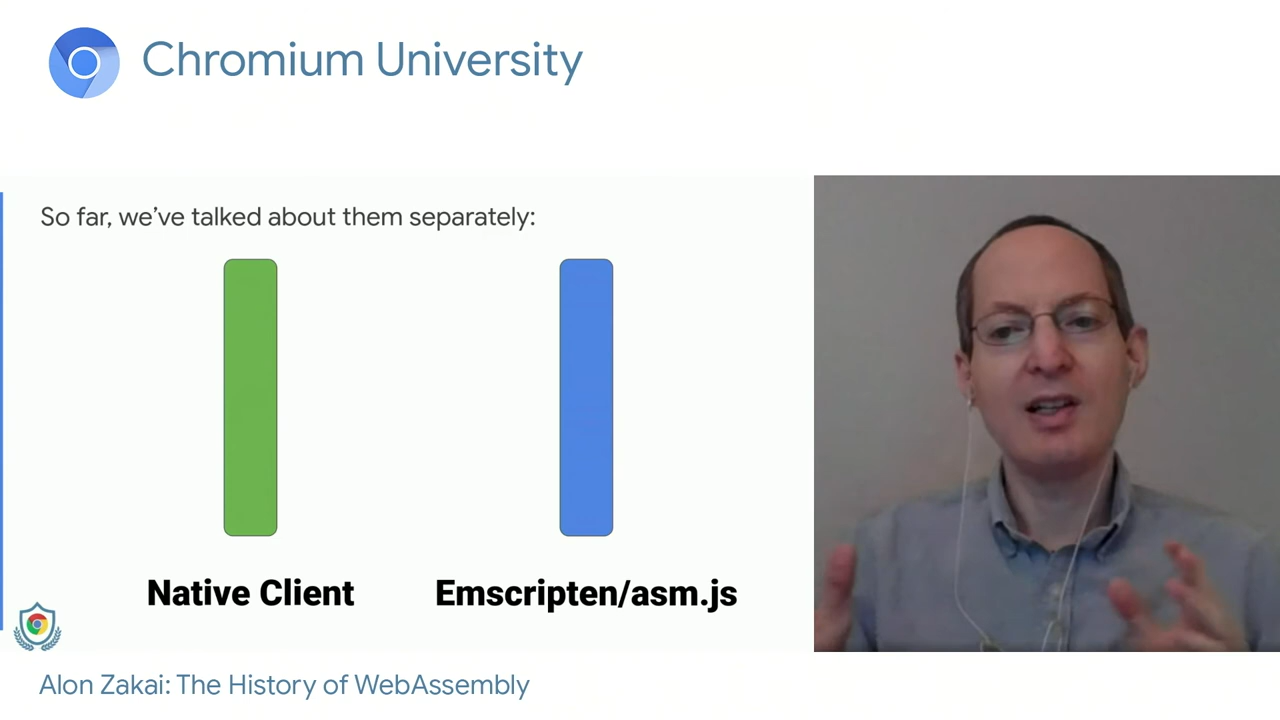 Chromium University
So far, we've talked about them separately:
Native Client
Emscripten/asm.js
Alon Zakai: The History of WebAssembly